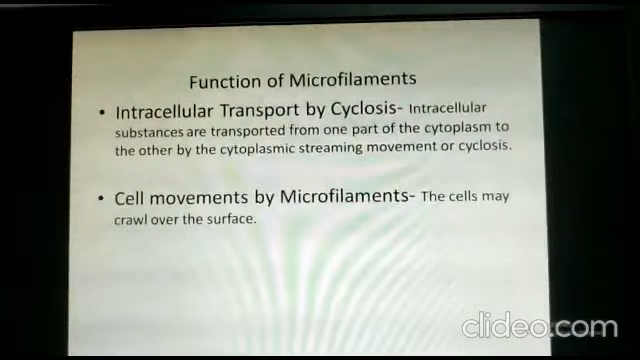 Function of Microfilaments
• Intracellular Transport by Cyclosis- Intracellular
substances are transported from one part of the cytoplasm to
the other by the cytoplasmic streaming movement or cyclosis.
• Cell movements by Microfilaments- The cells may
crawl over the surface.
clideo.com